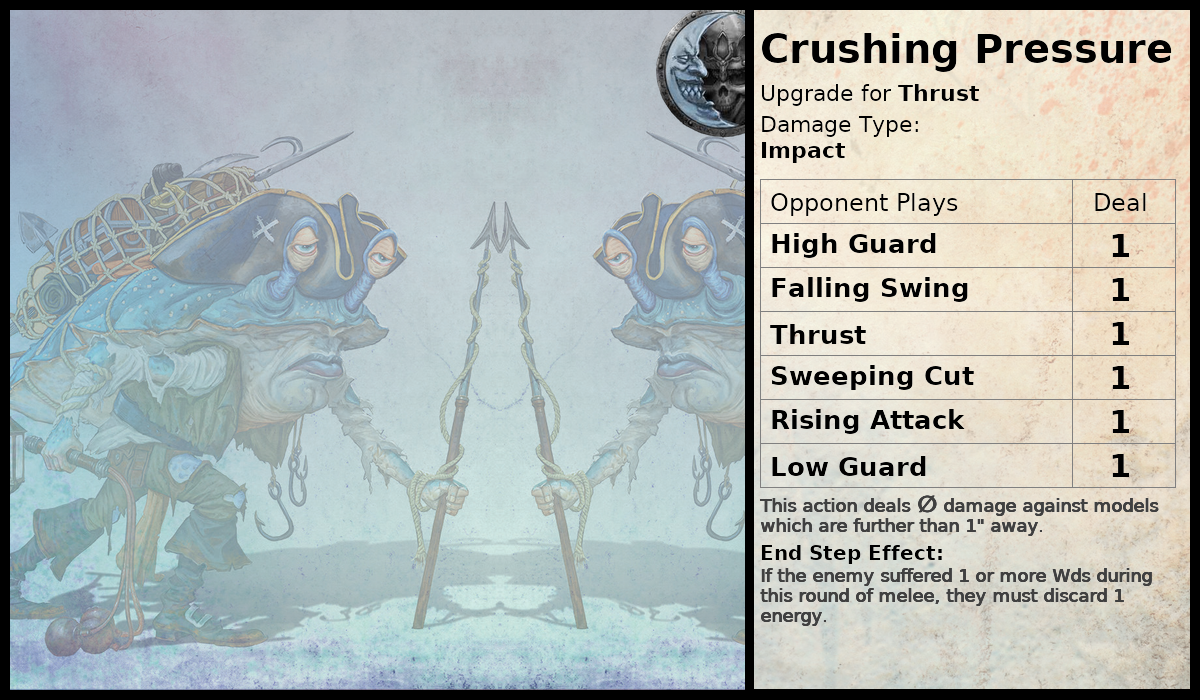 Crushing Pressure
Upgrade for Thrust
Damage Type:
Impact
Opponent Plays Deal
High Guard 1
Falling Swing 1
Thrust 1
Sweeping Cut 1
Rising Attack 1
Low Guard 1
This action deals Ø damage against models
which are further than 1" away.
End Step Effect:
If the enemy suffered 1 or more Wds during
this round of melee, they must discard 1
energy.